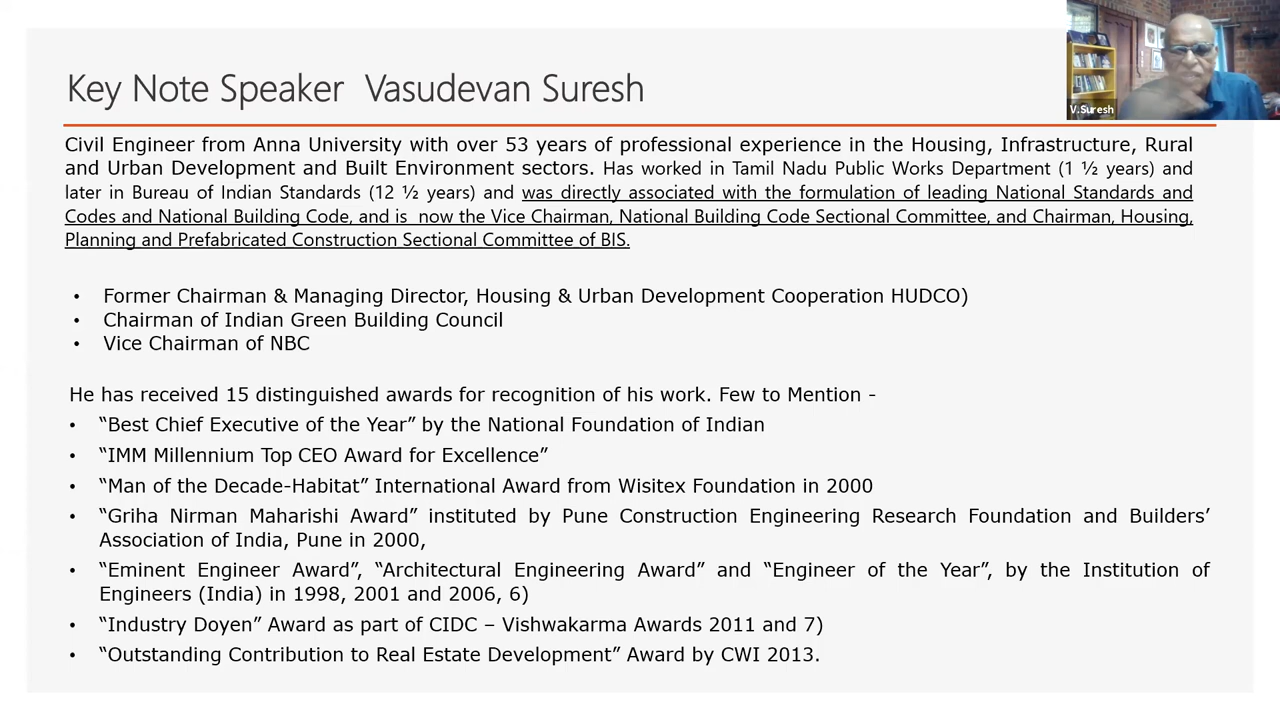 Key Note Speaker Vasudevan Suresh
V.Suresh
Civil Engineer from Anna University with over 53 years of professional experience in the Housing, Infrastructure, Rural
and Urban Development and Built Environment sectors. Has worked in Tamil Nadu Public Works Department (1 ½ years) and
later in Bureau of Indian Standards (12 ½ years) and was directly associated with the formulation of leading National Standards and
Codes and National Building Code, and is now the Vice Chairman, National Building Code Sectional Committee, and Chairman, Housing,
Planning and Prefabricated Construction Sectional Committee of BIS.
• Former Chairman & Managing Director, Housing & Urban Development Cooperation HUDCO)
• Chairman of Indian Green Building Council
• Vice Chairman of NBC
He has received 15 distinguished awards for recognition of his work. Few to Mention -
• “Best Chief Executive of the Year” by the National Foundation of Indian
• “IMM Millennium Top CEO Award for Excellence”
• “Man of the Decade-Habitat” International Award from Wisitex Foundation in 2000
• “Griha Nirman Maharishi Award” instituted by Pune Construction Engineering Research Foundation and Builders’
Association of India, Pune in 2000,
• “Eminent Engineer Award”, “Architectural Engineering Award” and “Engineer of the Year”, by the Institution of
Engineers (India) in 1998, 2001 and 2006, 6)
• “Industry Doyen” Award as part of CIDC – Vishwakarma Awards 2011 and 7)
• “Outstanding Contribution to Real Estate Development” Award by CWI 2013.